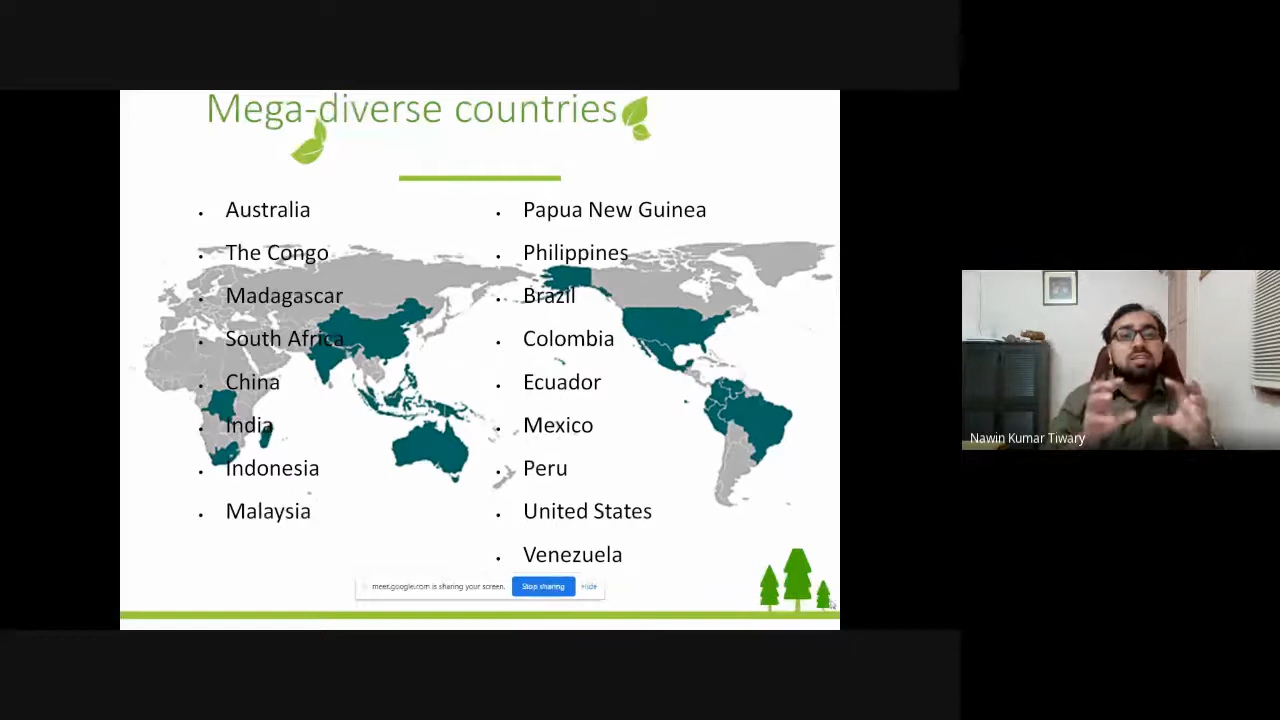 Mega-diverse countries
Australia
The Congo
Madagascar
South Africa
China
India
Indonesia
Malaysia
Papua New Guinea
Philippines
Brazil
Colombia
Ecuador
Mexico
Peru
United States
Venezuela
meet.google.com is sharing your screen. Stop sharing Hide
Nawin Kumar Tiwary